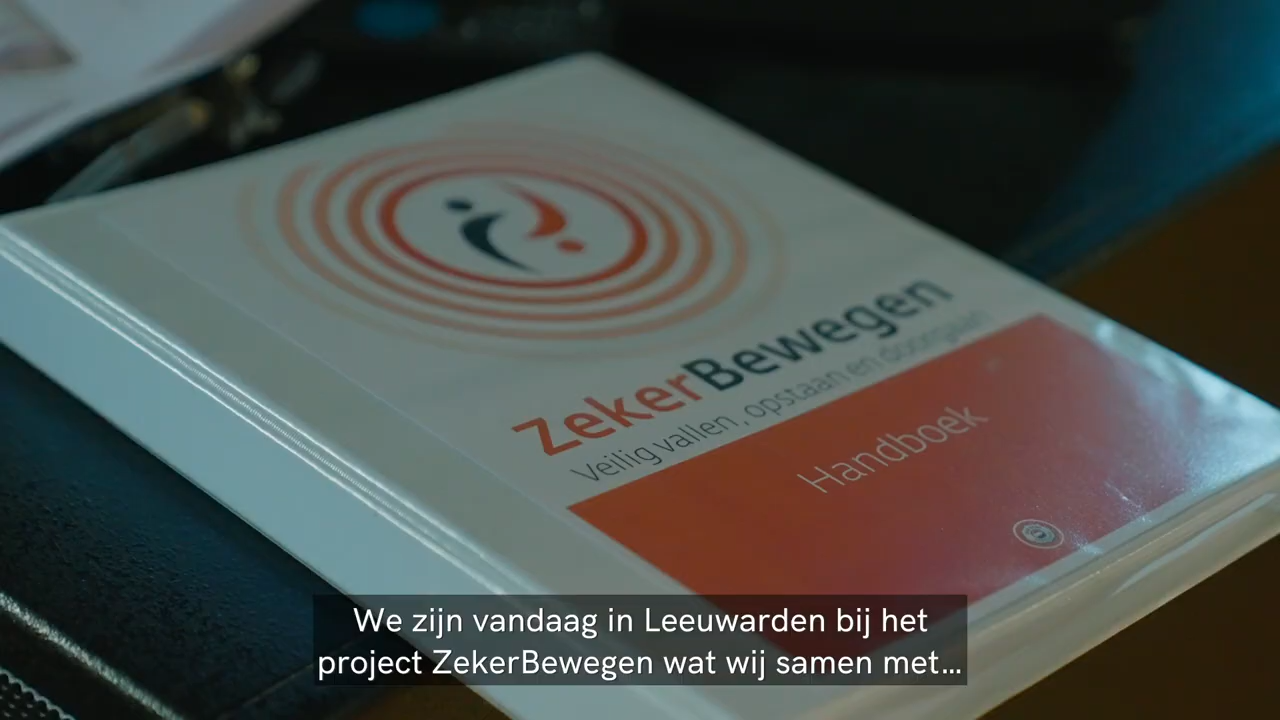 ZekerBewegen
Veilig vallen, opstaan en doorgaan
Handboek
We zijn vandaag in Leeuwarden bij het
project ZekerBewegen wat wij samen met...